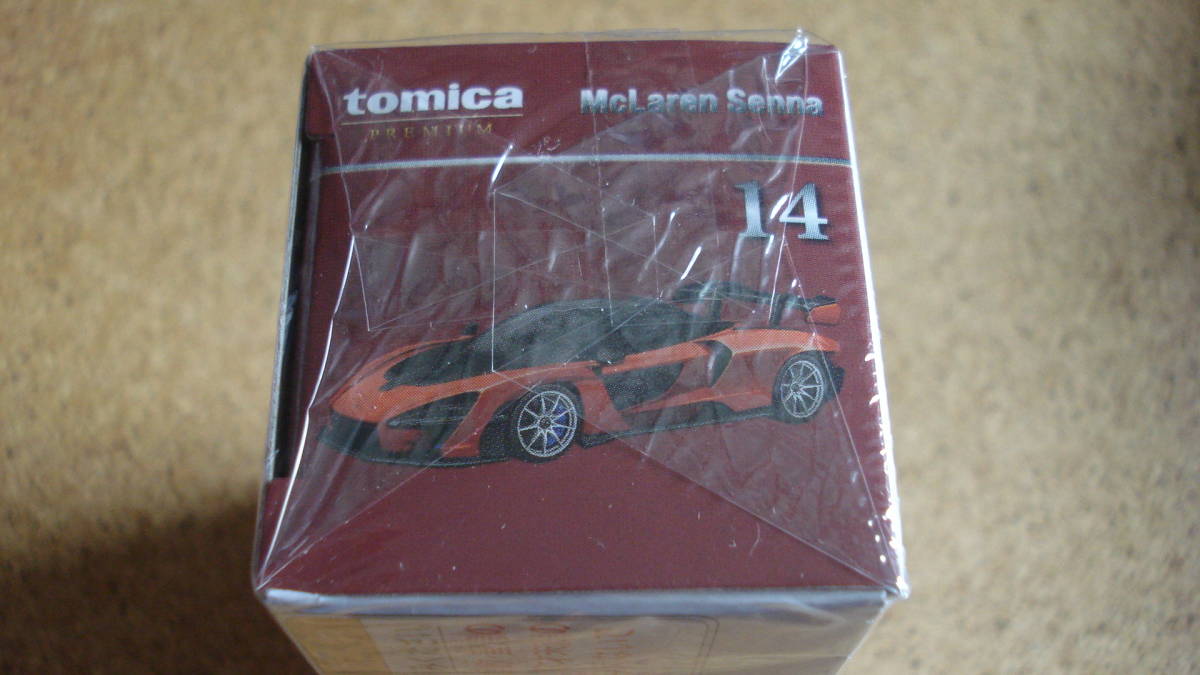 tomica
PREMIUM
McLaren Senna
14